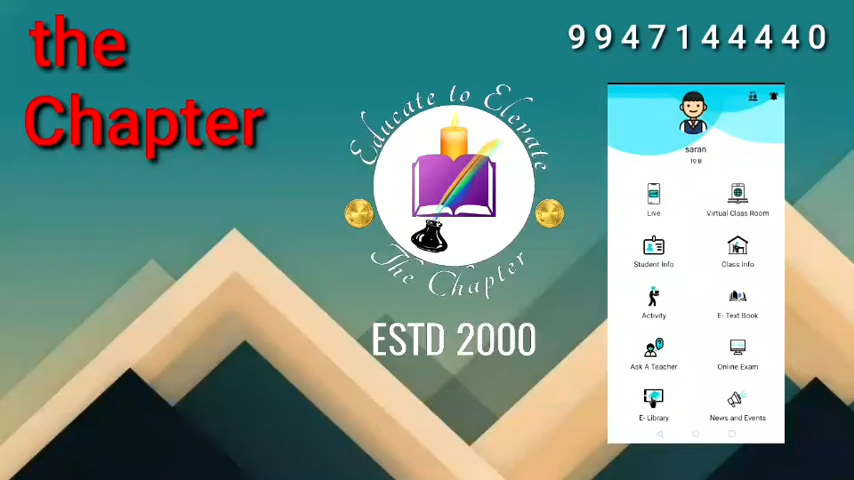 the
Chapter
9947144440
Educate to Elevate
The Chapter
ESTD 2000
saran
10 B
Live
Virtual Class Room
Student Info
Class Info
Activity
E- Text Book
Ask A Teacher
Online Exam
E- Library
News and Events